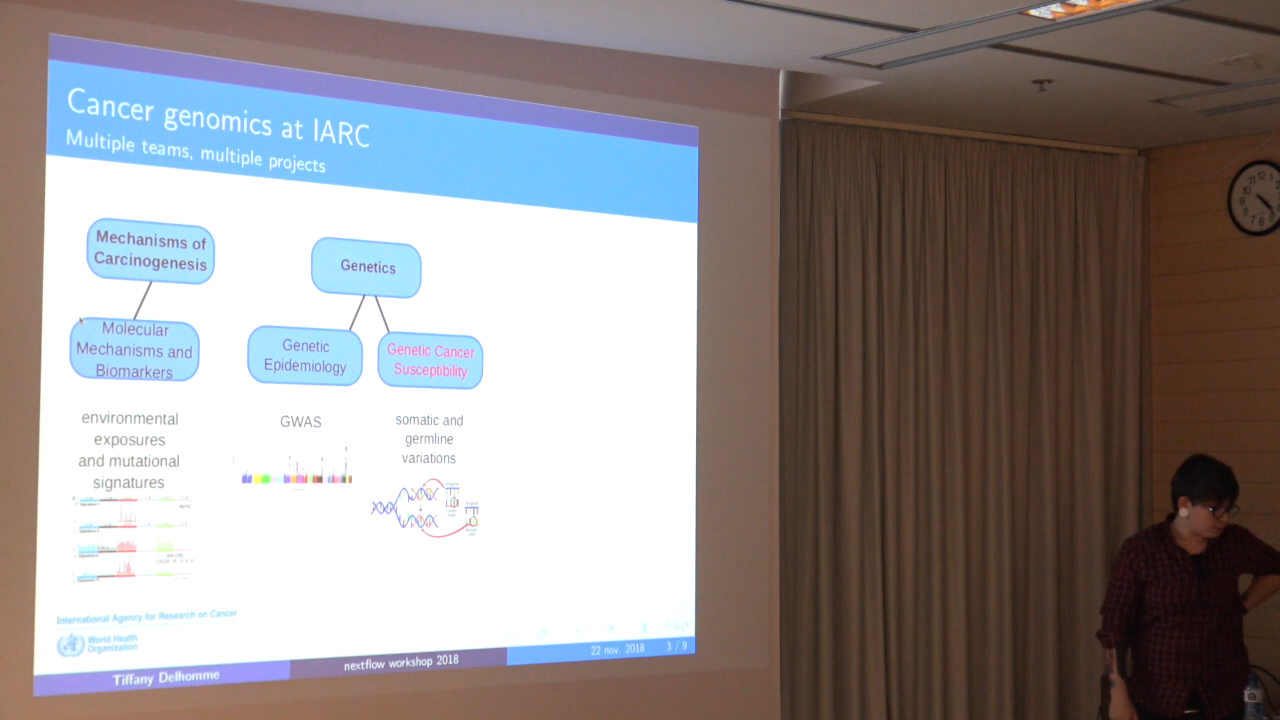 Cancer genomics at IARC
Multiple teams, multiple projects
Mechanisms of
Carcinogenesis
Genetics
Molecular
Mechanisms and
Biomarkers
Genetic
Epidemiology
Genetic Cancer
Susceptibility
environmental
exposures
and mutational
signatures
GWAS
somatic and
germline
variations
International Agency for Research on Cancer
World Health
Organization
Tiffany Delhomme
nextflow workshop 2018
22 nov. 2018
3 / 9